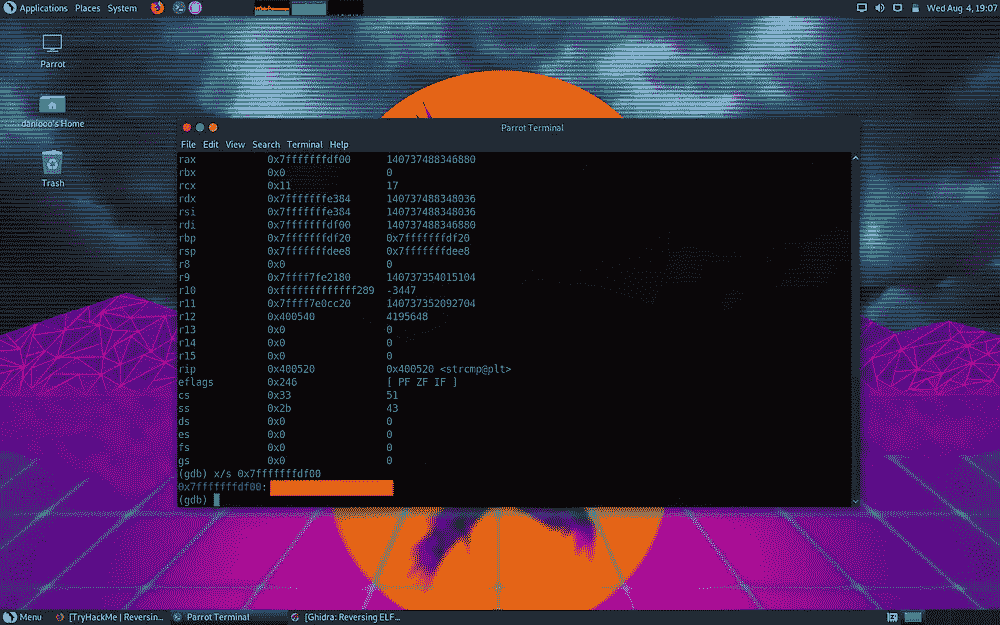 Applications Places System
Wed Aug 4, 19:07
Parrot
danioco's Home
Trash
Parrot Terminal
File Edit View Search Terminal Help
rax 0x7fffffffdf00 140737488346880
rbx 0x0 0
rcx 0x11 17
rdx 0x7fffffffe384 140737488348036
rsi 0x7fffffffe384 140737488348036
rdi 0x7fffffffdf00 140737488346880
rbp 0x7fffffffdf20 0x7fffffffdf20
rsp 0x7fffffffdee8 0x7fffffffdee8
r8 0x0 0
r9 0x7ffff7fe2180 140737354015104
r10 0xfffffffffffff289 -3447
r11 0x7ffff7e0cc20 140737352092704
r12 0x400540 4195648
r13 0x0 0
r14 0x0 0
r15 0x0 0
rip 0x400520 0x400520 <strcmp@plt>
eflags 0x246 [ PF ZF IF ]
cs 0x33 51
ss 0x2b 43
ds 0x0 0
es 0x0 0
fs 0x0 0
gs 0x0 0
(gdb) x/s 0x7fffffffdf00
0x7fffffffdf00:
(gdb)
Menu [TryHackMe | Reversin... Parrot Terminal [Ghidra: Reversing ELF...